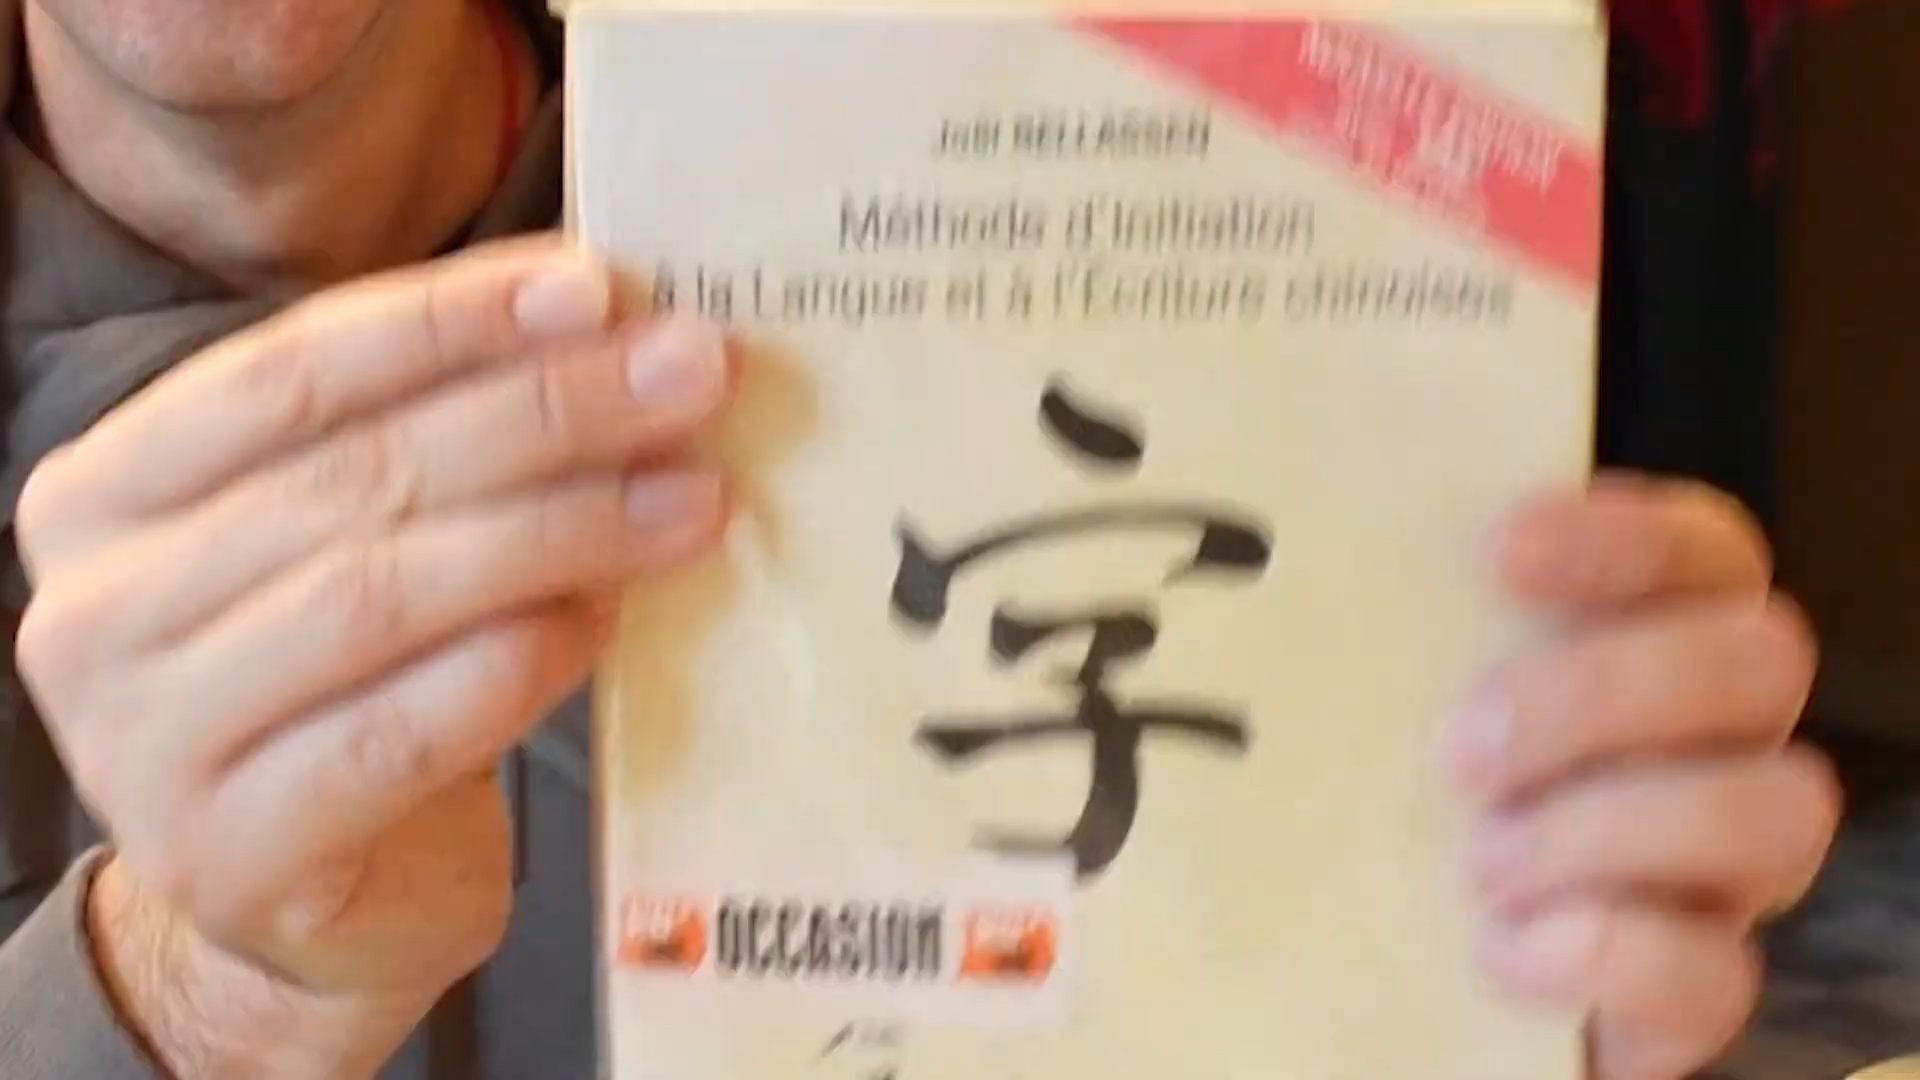 Joël BELLASSEN
Méthode d'Initiation
à la Langue et à l'Écriture chinoises
字
OCCASION